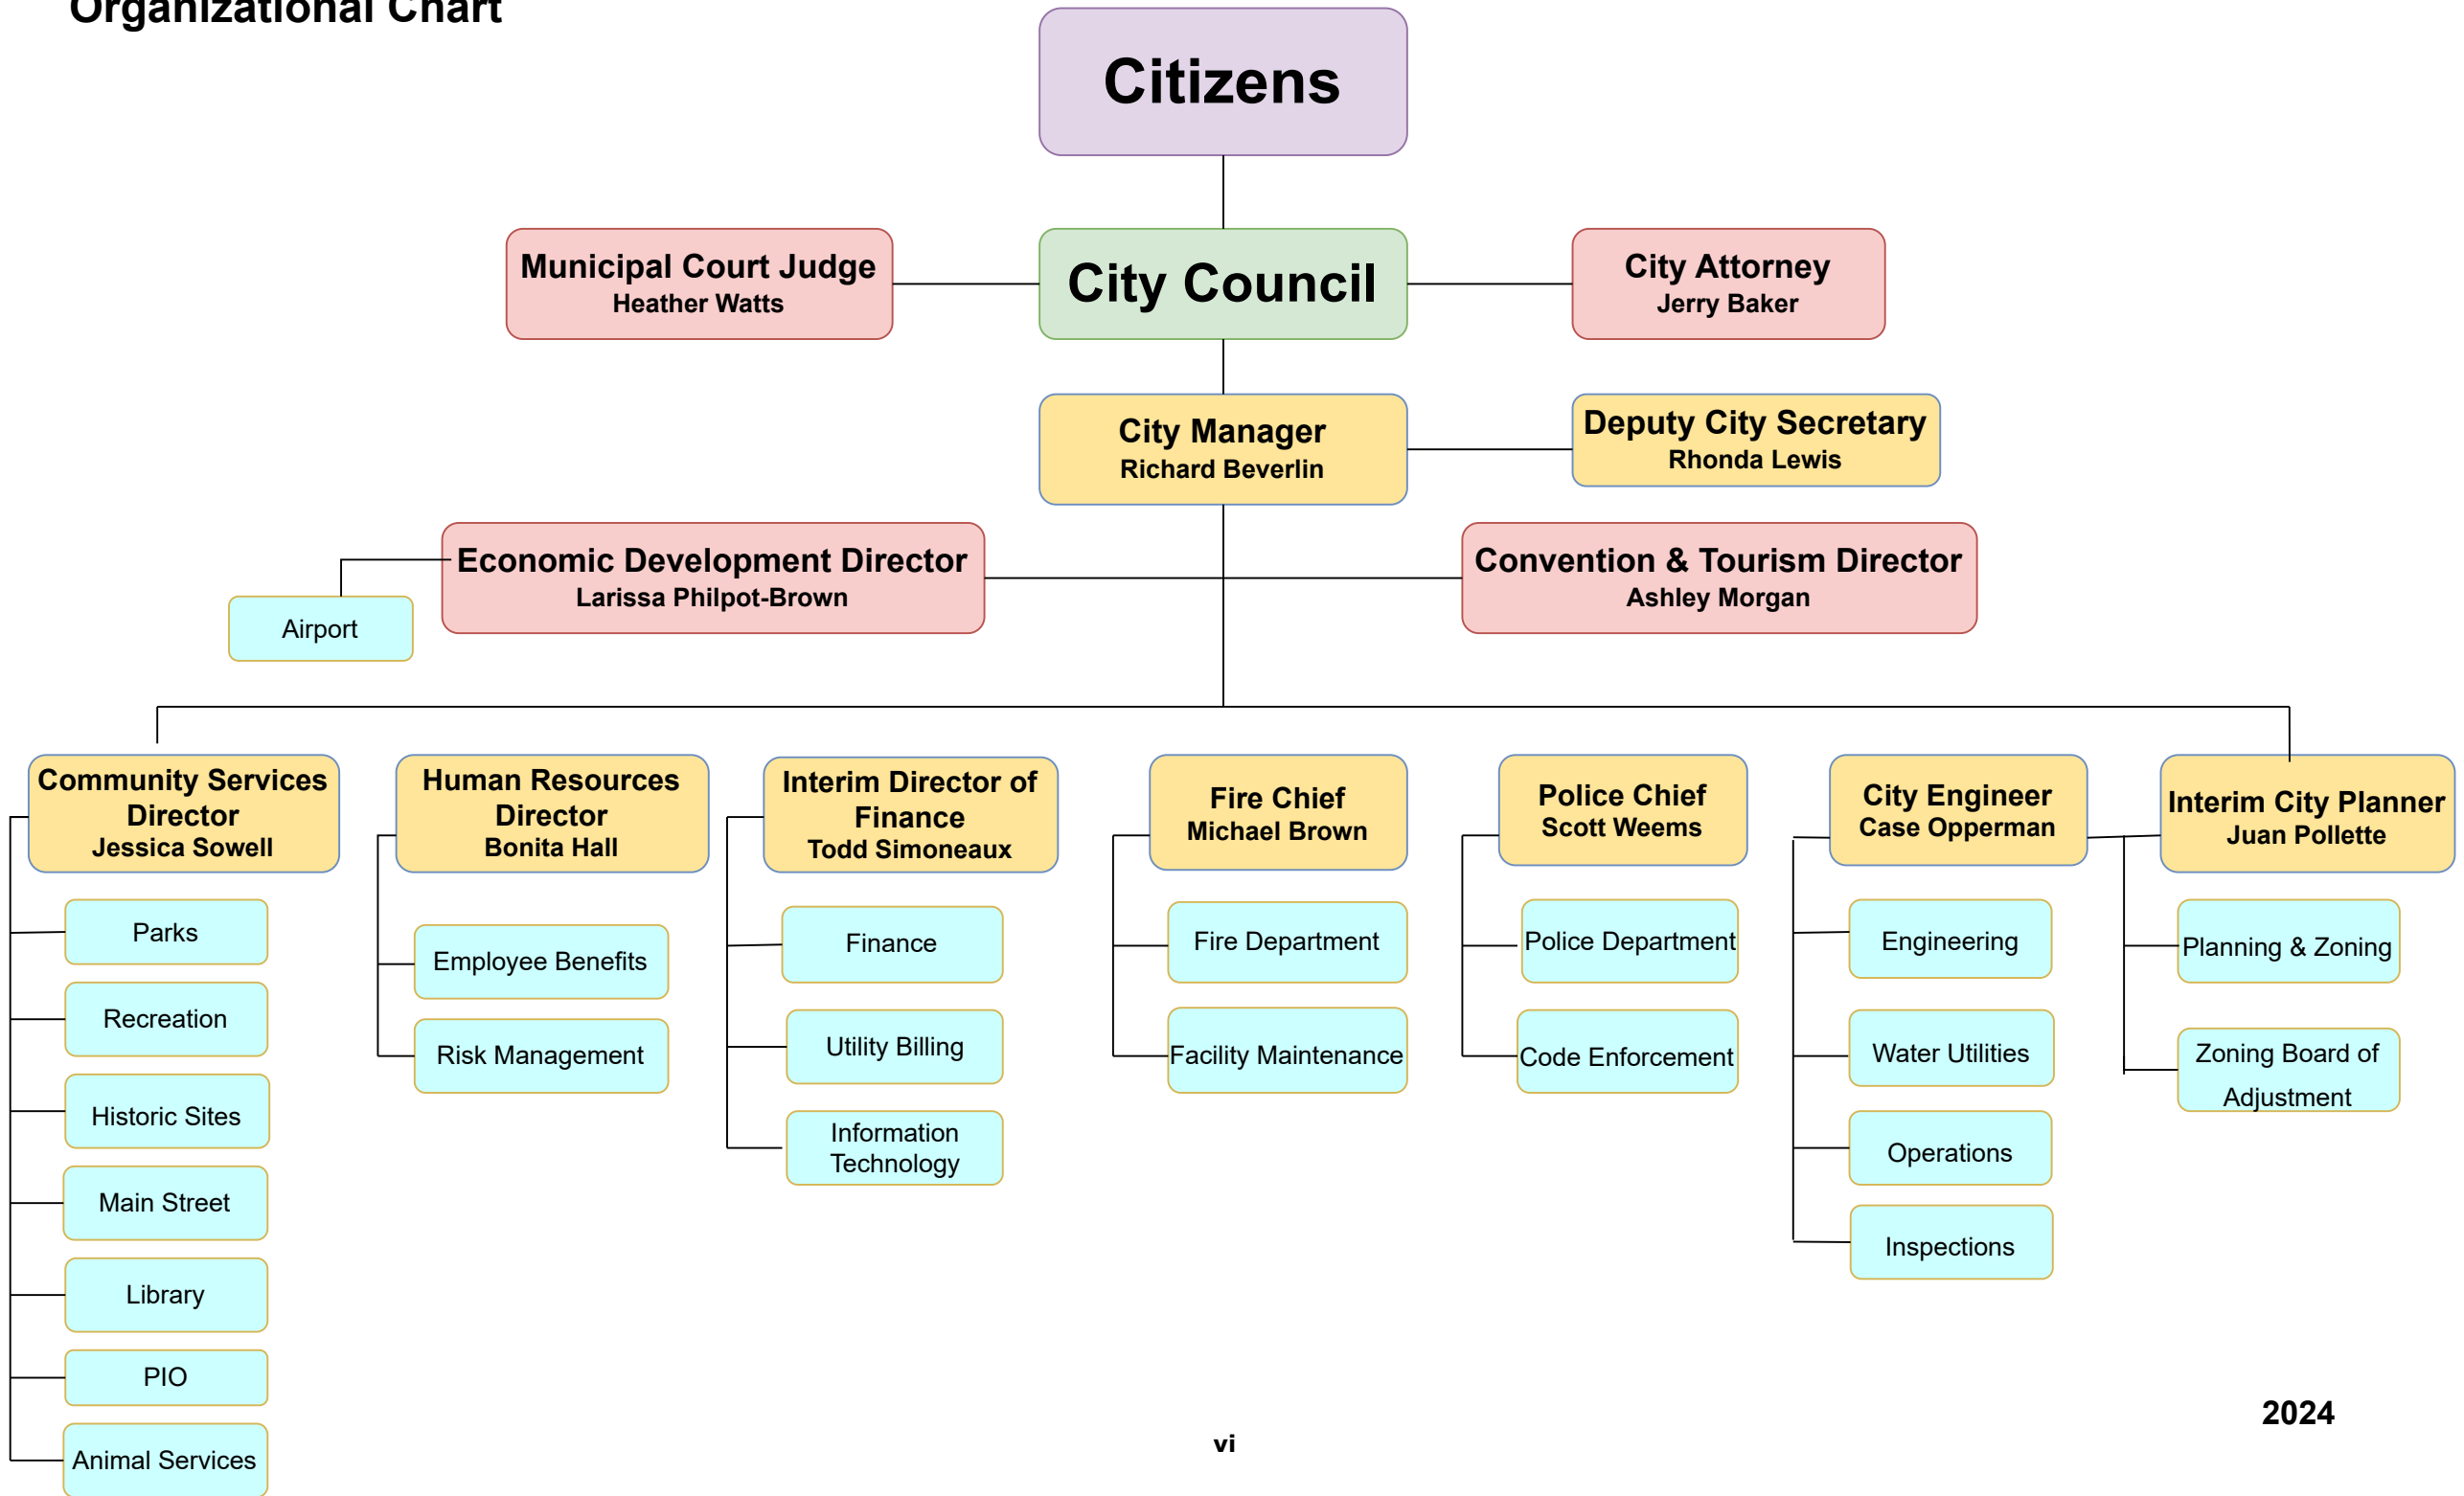 Organizational Chart
Citizens
Municipal Court Judge
Heather Watts
City Council
City Attorney
Jerry Baker
City Manager
Richard Beverlin
Deputy City Secretary
Rhonda Lewis
Economic Development Director
Larissa Philpot-Brown
Convention & Tourism Director
Ashley Morgan
Airport
Community Services
Director
Jessica Sowell
Parks
Recreation
Historic Sites
Main Street
Library
PIO
Animal Services
Human Resources
Director
Bonita Hall
Employee Benefits
Risk Management
Interim Director of
Finance
Todd Simoneaux
Finance
Utility Billing
Information
Technology
Fire Chief
Michael Brown
Fire Department
Facility Maintenance
Police Chief
Scott Weems
Police Department
Code Enforcement
City Engineer
Case Opperman
Engineering
Water Utilities
Operations
Inspections
Interim City Planner
Juan Pollette
Planning & Zoning
Zoning Board of
Adjustment
2024
vi